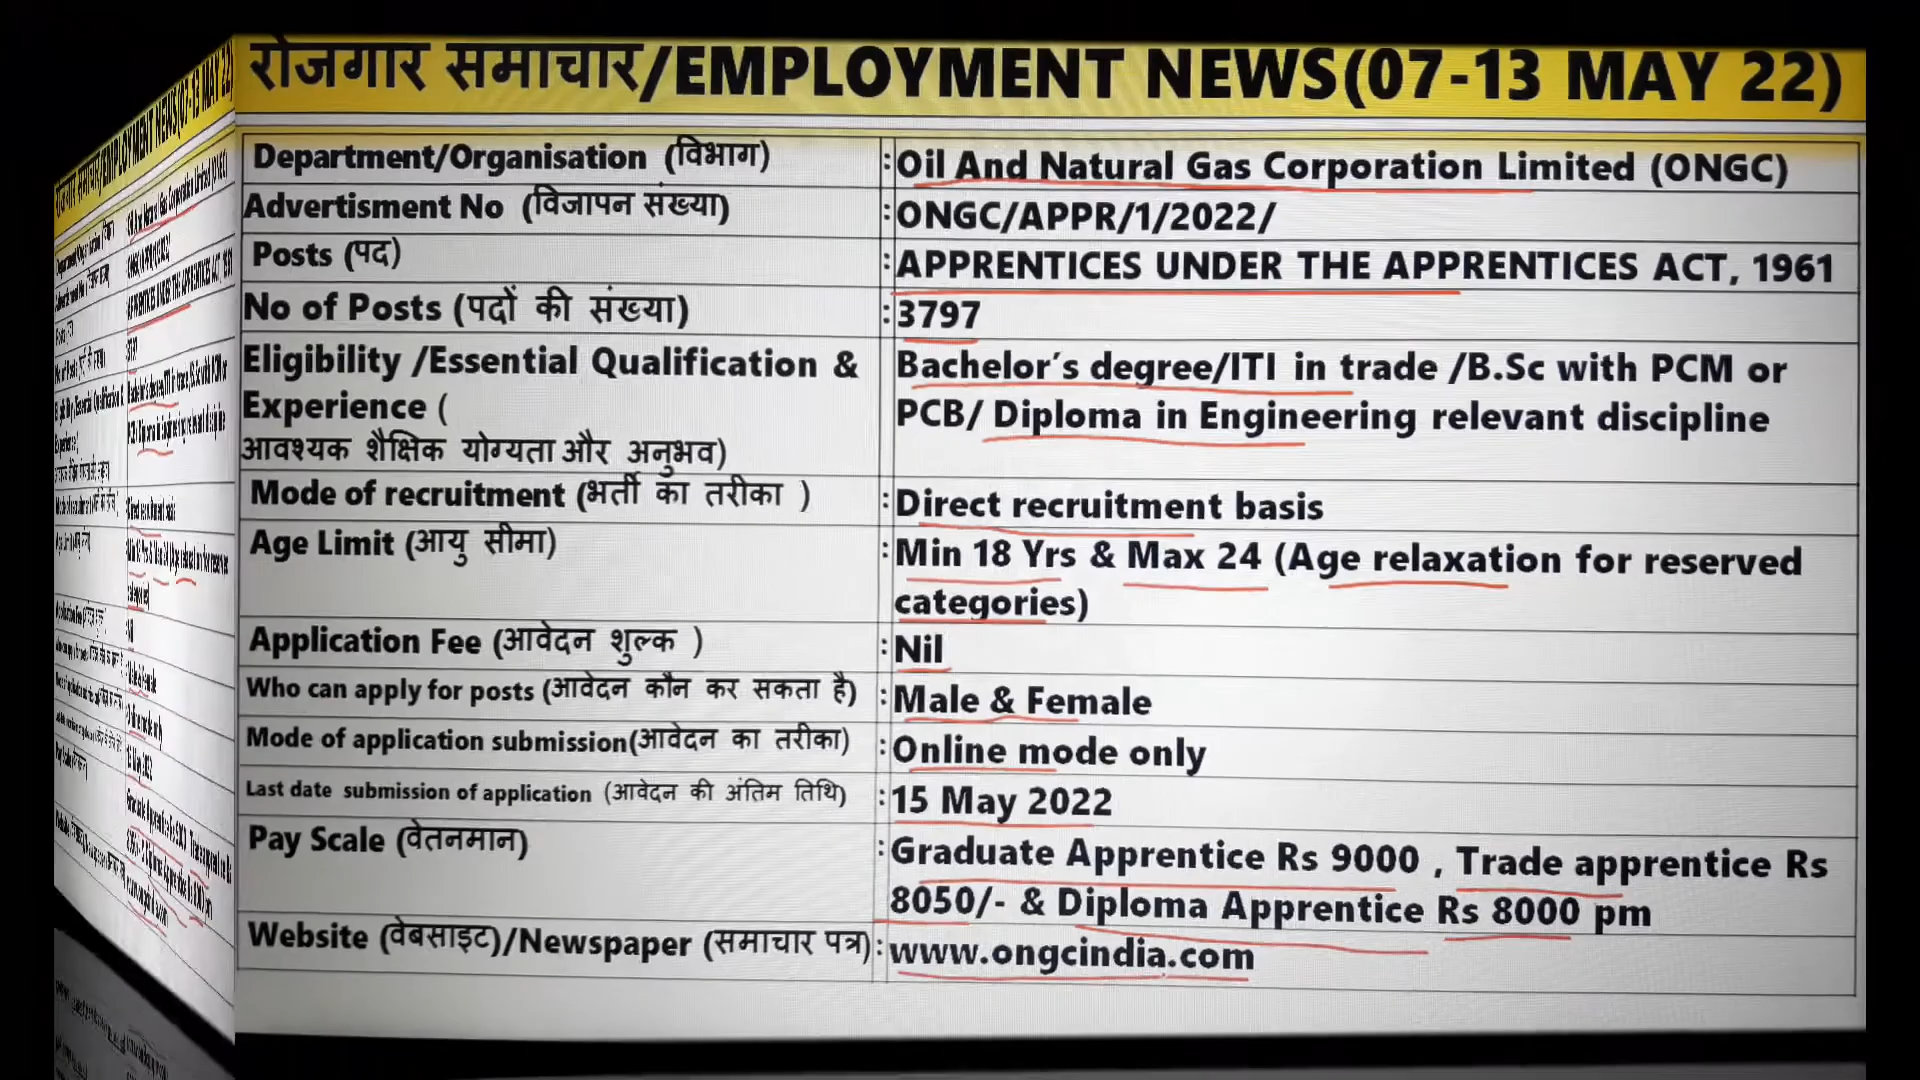 रोजगार समाचार/EMPLOYMENT NEWS(07-13 MAY 22)
Department/Organisation (विभाग) :Oil And Natural Gas Corporation Limited (ONGC)
Advertisment No (विज्ञापन संख्या) :ONGC/APPR/1/2022/
Posts (पद) :APPRENTICES UNDER THE APPRENTICES ACT, 1961
No of Posts (पदों की संख्या) :3797
Eligibility /Essential Qualification &
Experience (
आवश्यक शैक्षिक योग्यता और अनुभव)
Bachelor's degree/ITI in trade /B.Sc with PCM or
PCB/ Diploma in Engineering relevant discipline
Mode of recruitment (भर्ती का तरीका ) :Direct recruitment basis
Age Limit (आयु सीमा) :Min 18 Yrs & Max 24 (Age relaxation for reserved
categories)
Application Fee (आवेदन शुल्क ) :Nil
Who can apply for posts (आवेदन कौन कर सकता है) :Male & Female
Mode of application submission(आवेदन का तरीका) :Online mode only
Last date submission of application (आवेदन की अंतिम तिथि) :15 May 2022
Pay Scale (वेतनमान) :Graduate Apprentice Rs 9000 , Trade apprentice Rs
8050/- & Diploma Apprentice Rs 8000 pm
Website (वेबसाइट)/Newspaper (समाचार पत्र):www.ongcindia.com